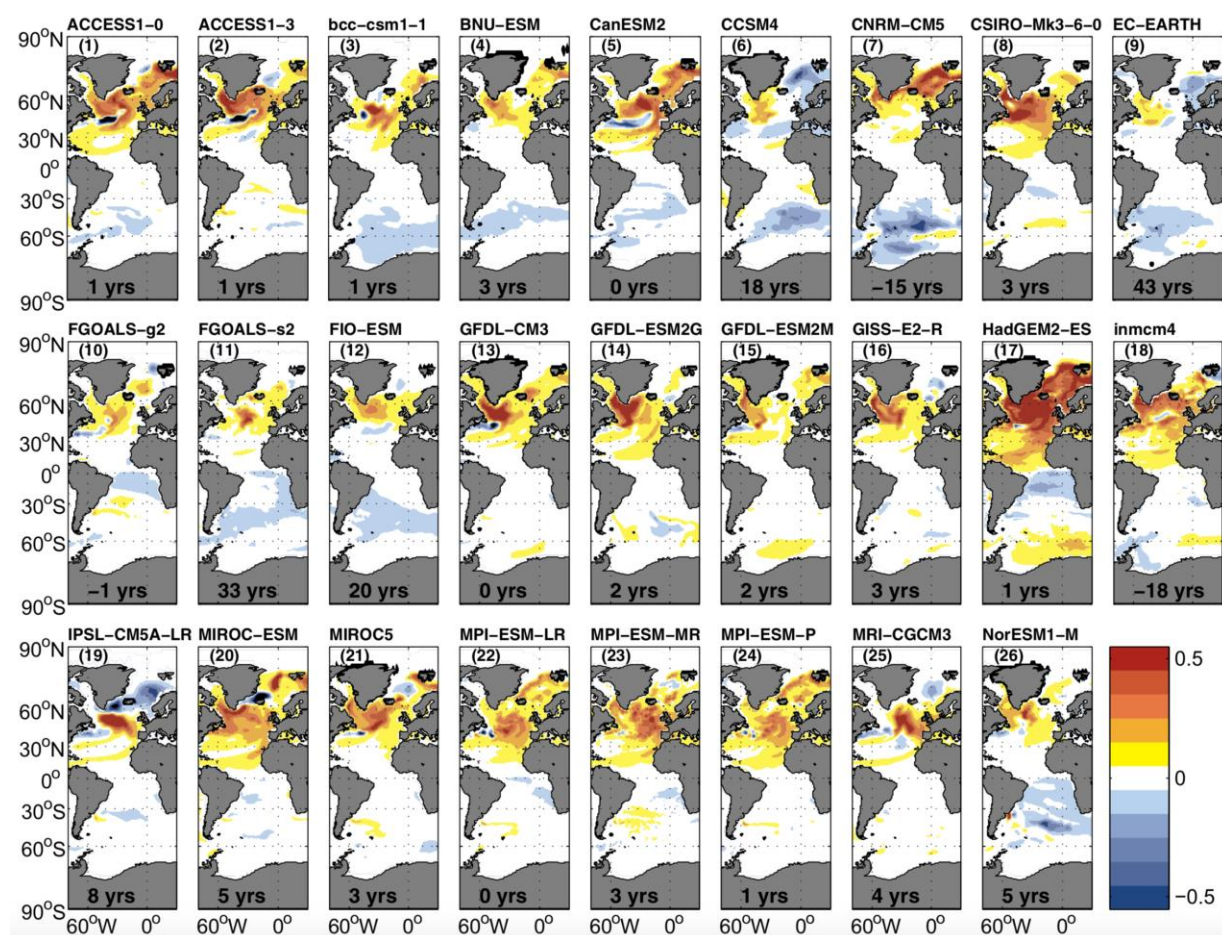 ACCESS1−0 ACCESS1−3 bcc−csm1−1 BNU−ESM CanESM2 CCSM4 CNRM−CM5 CSIRO−Mk3−6−0 EC−EARTH
90°N (1) (2) (3) (4) (5) (6) (7) (8) (9)
60°N
30°N
0°
30°S
60°S
1 yrs 1 yrs 1 yrs 3 yrs 0 yrs 18 yrs −15 yrs 3 yrs 43 yrs
90°S
FGOALS−g2 FGOALS−s2 FIO−ESM GFDL−CM3 GFDL−ESM2G GFDL−ESM2M GISS−E2−R HadGEM2−ES inmcm4
90°N (10) (11) (12) (13) (14) (15) (16) (17) (18)
60°N
30°N
0°
30°S
60°S
−1 yrs 33 yrs 20 yrs 0 yrs 2 yrs 2 yrs 3 yrs 1 yrs −18 yrs
90°S
IPSL−CM5A−LR MIROC−ESM MIROC5 MPI−ESM−LR MPI−ESM−MR MPI−ESM−P MRI−CGCM3 NorESM1−M
90°N (19) (20) (21) (22) (23) (24) (25) (26) 0.5
60°N
30°N
0° 0
30°S
60°S
8 yrs 5 yrs 3 yrs 0 yrs 3 yrs 1 yrs 4 yrs 5 yrs −0.5
90°S
60°W 0° 60°W 0° 60°W 0° 60°W 0° 60°W 0° 60°W 0° 60°W 0° 60°W 0°